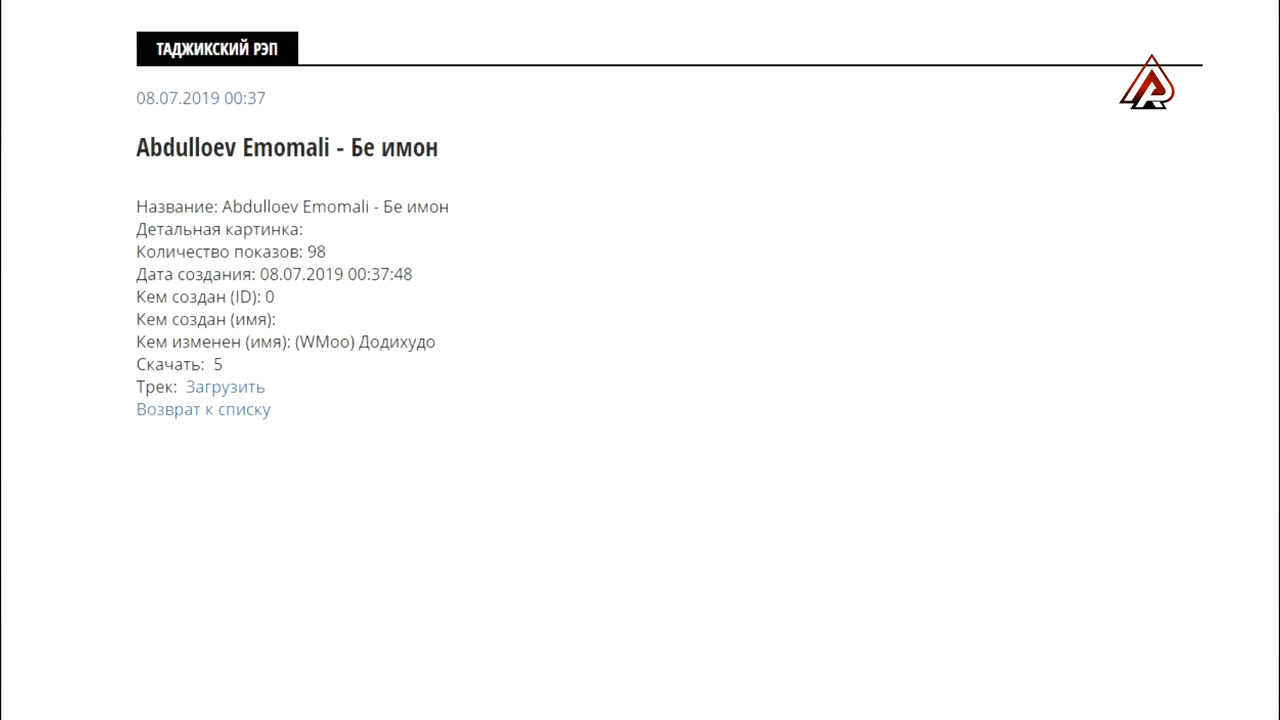 ТАДЖИКСКИЙ РЭП
08.07.2019 00:37
Abdulloev Emomali - Бе имон
Название: Abdulloev Emomali - Бе имон
Детальная картинка:
Количество показов: 98
Дата создания: 08.07.2019 00:37:48
Кем создан (ID): 0
Кем создан (имя):
Кем изменен (имя): (WMoo) Додихудо
Скачать: 5
Трек: Загрузить
Возврат к списку